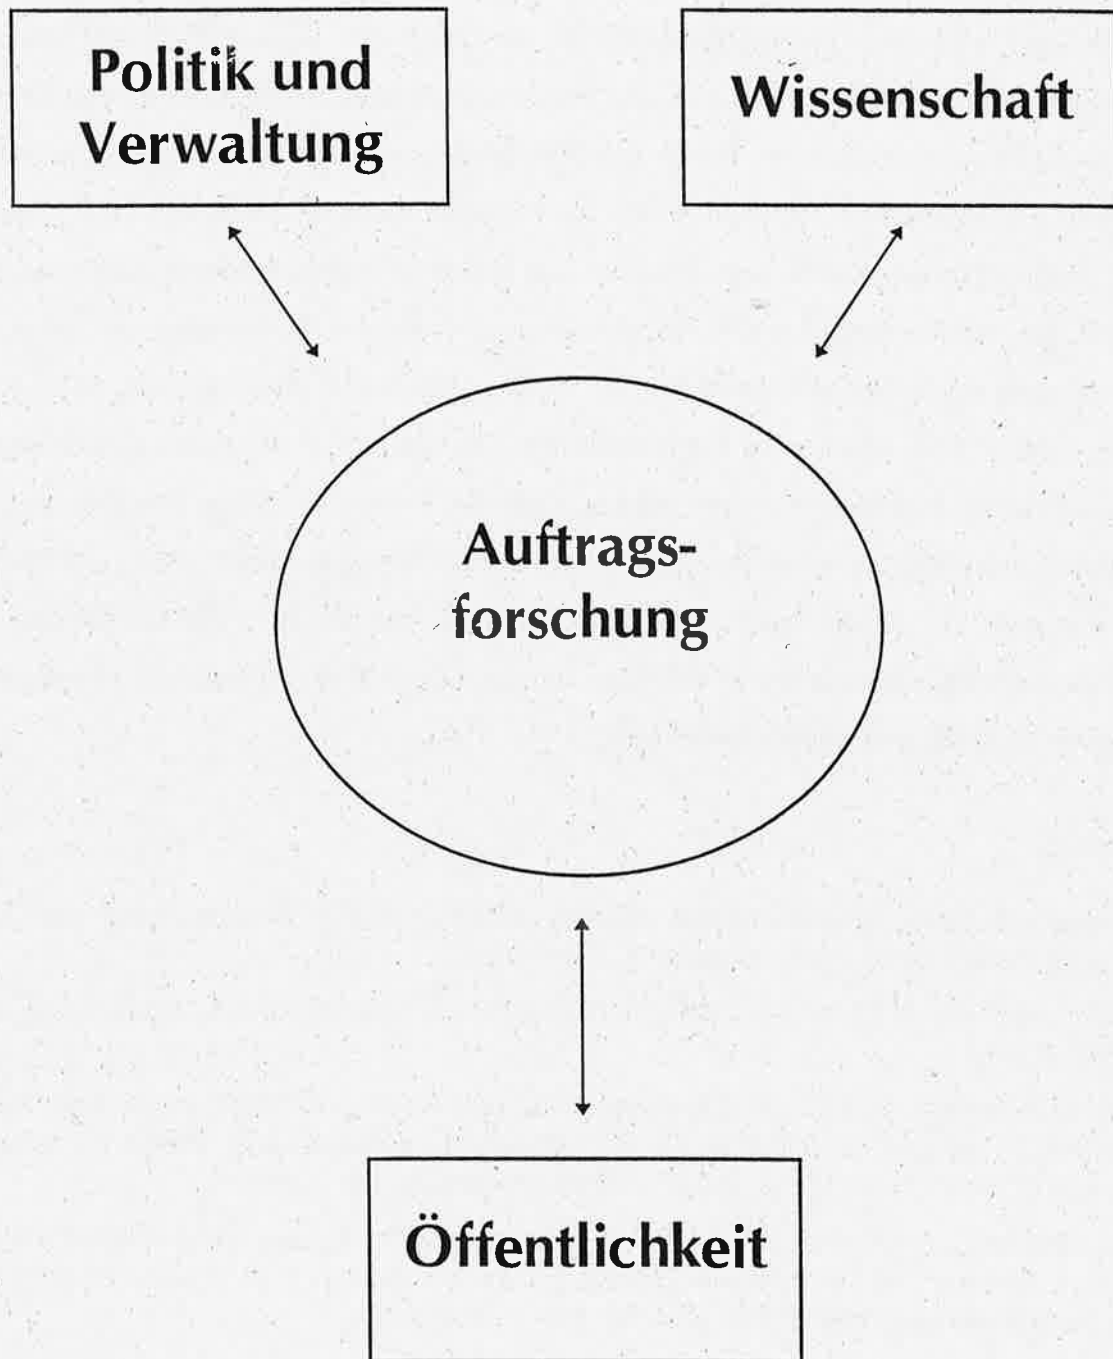 Politik und
Verwaltung
Wissenschaft
Auftrags-
forschung
Öffentlichkeit